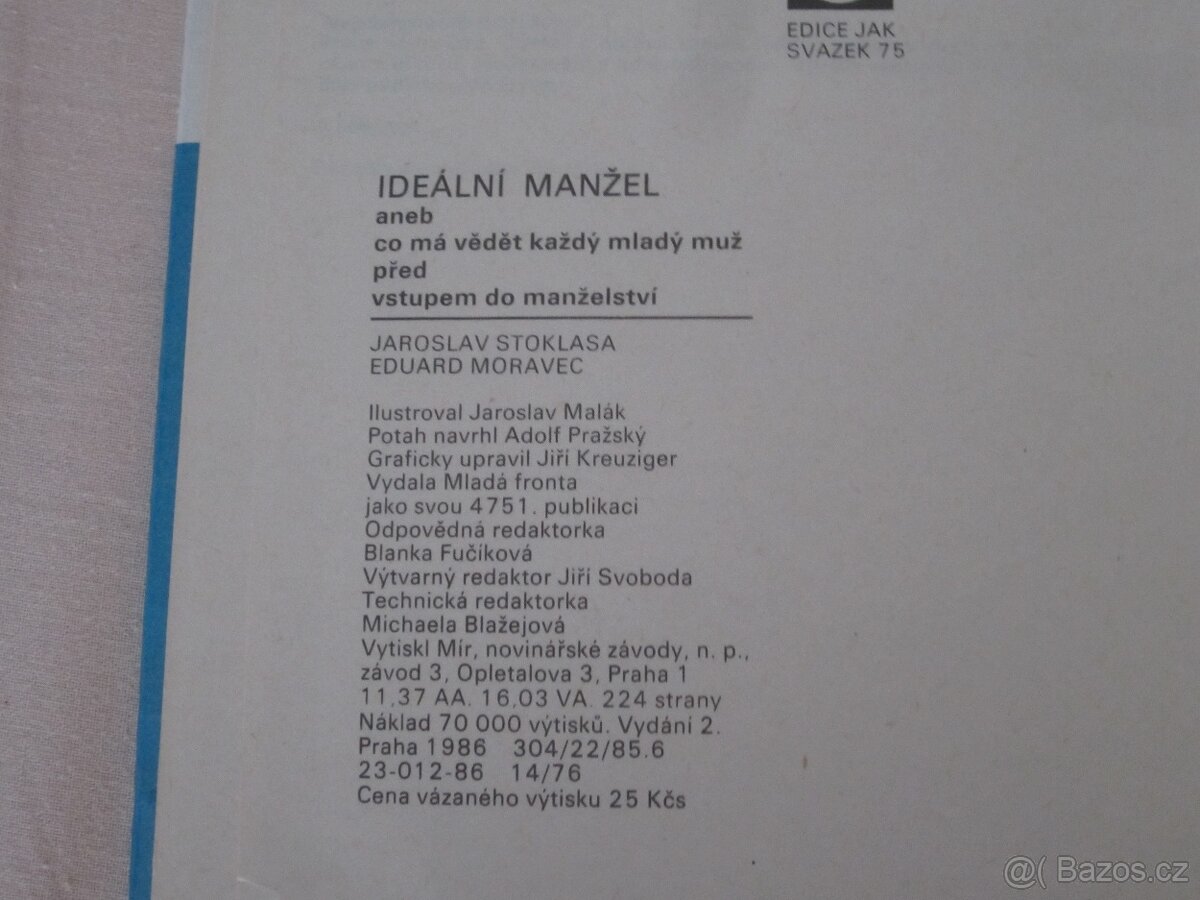 EDICE JAK
SVAZEK 75
IDEÁLNÍ MANŽEL
aneb
co má vědět každý mladý muž
před
vstupem do manželství
JAROSLAV STOKLASA
EDUARD MORAVEC
Ilustroval Jaroslav Malák
Potah navrhl Adolf Pražský
Graficky upravil Jiří Kreuziger
Vydala Mladá fronta
jako svou 4751. publikaci
Odpovědná redaktorka
Blanka Fučíková
Výtvarný redaktor Jiří Svoboda
Technická redaktorka
Michaela Blažejová
Vytiskl Mír, novinářské závody, n. p.,
závod 3, Opletalova 3, Praha 1
11,37 AA. 16,03 VA. 224 strany
Náklad 70 000 výtisků. Vydání 2.
Praha 1986 304/22/85.6
23-012-86 14/76
Cena vázaného výtisku 25 Kčs
@( Bazos.cz